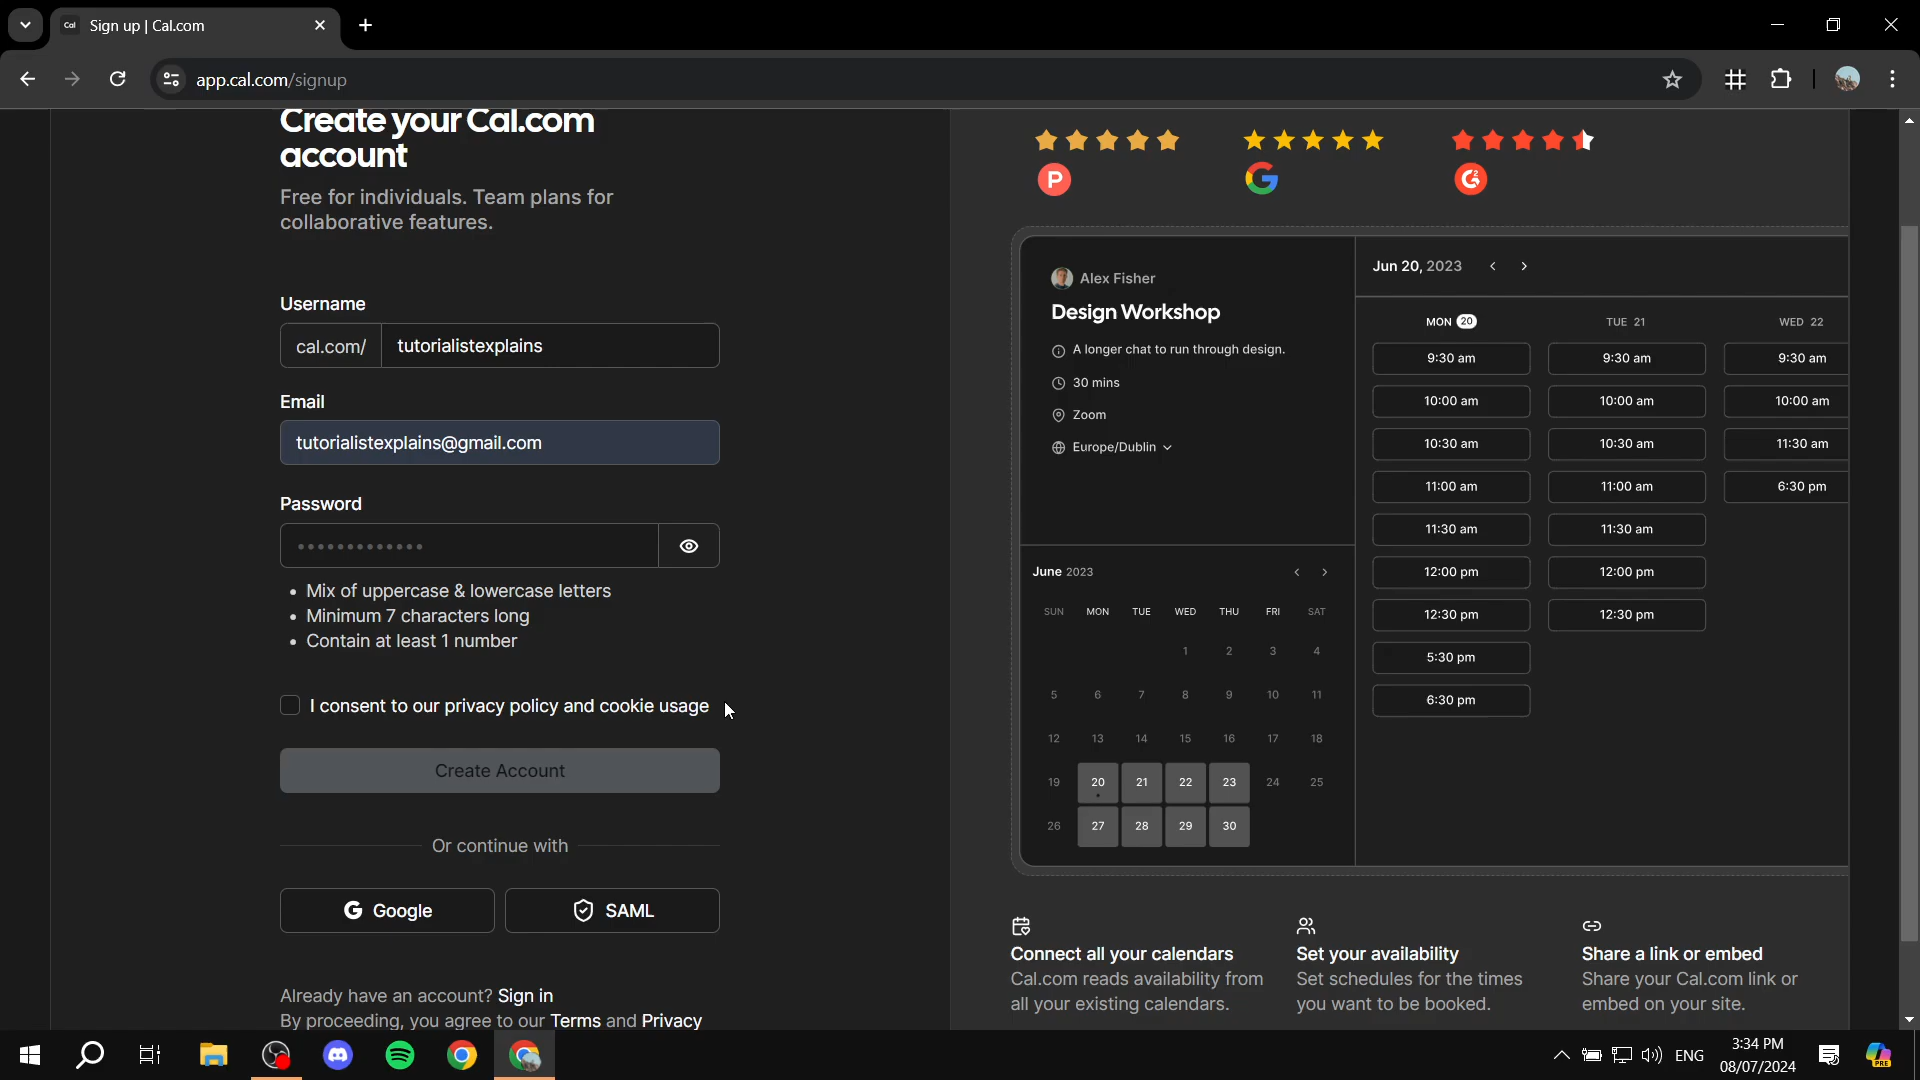 Cal
Sign up | Cal.com
app.cal.com/signup
Create your Cal.com
account
Free for individuals. Team plans for
collaborative features.
Username
cal.com/
tutorialistexplains
Email
tutorialistexplains@gmail.com
Password
Mix of uppercase & lowercase letters
Minimum 7 characters long
Contain at least 1 number
I consent to our privacy policy and cookie usage
Create Account
Or continue with
Google
SAML
Already have an account? Sign in
By proceeding, you agree to our Terms and Privacy
P
G
G2
Alex Fisher
Design Workshop
A longer chat to run through design.
30 mins
Zoom
Europe/Dublin
June 2023
SUN MON TUE WED THU FRI SAT
1 2 3 4
5 6 7 8 9 10 11
12 13 14 15 16 17 18
19 20 21 22 23 24 25
26 27 28 29 30
Jun 20, 2023
MON 20 TUE 21 WED 22
9:30 am 9:30 am 9:30 am
10:00 am 10:00 am 10:00 am
10:30 am 10:30 am 11:30 am
11:00 am 11:00 am 6:30 pm
11:30 am 11:30 am
12:00 pm 12:00 pm
12:30 pm 12:30 pm
5:30 pm
6:30 pm
Connect all your calendars
Cal.com reads availability from
all your existing calendars.
Set your availability
Set schedules for the times
you want to be booked.
Share a link or embed
Share your Cal.com link or
embed on your site.
ENG
3:34 PM
08/07/2024
PRE